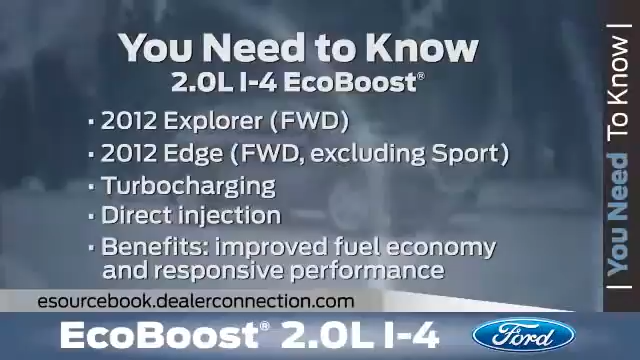 You Need to Know
2.0L I-4 EcoBoost®
· 2012 Explorer (FWD)
· 2012 Edge (FWD, excluding Sport)
· Turbocharging
· Direct injection
· Benefits: improved fuel economy
and responsive performance
esourcebook.dealerconnection.com
EcoBoost® 2.0L I-4
Ford
| You Need To Know |